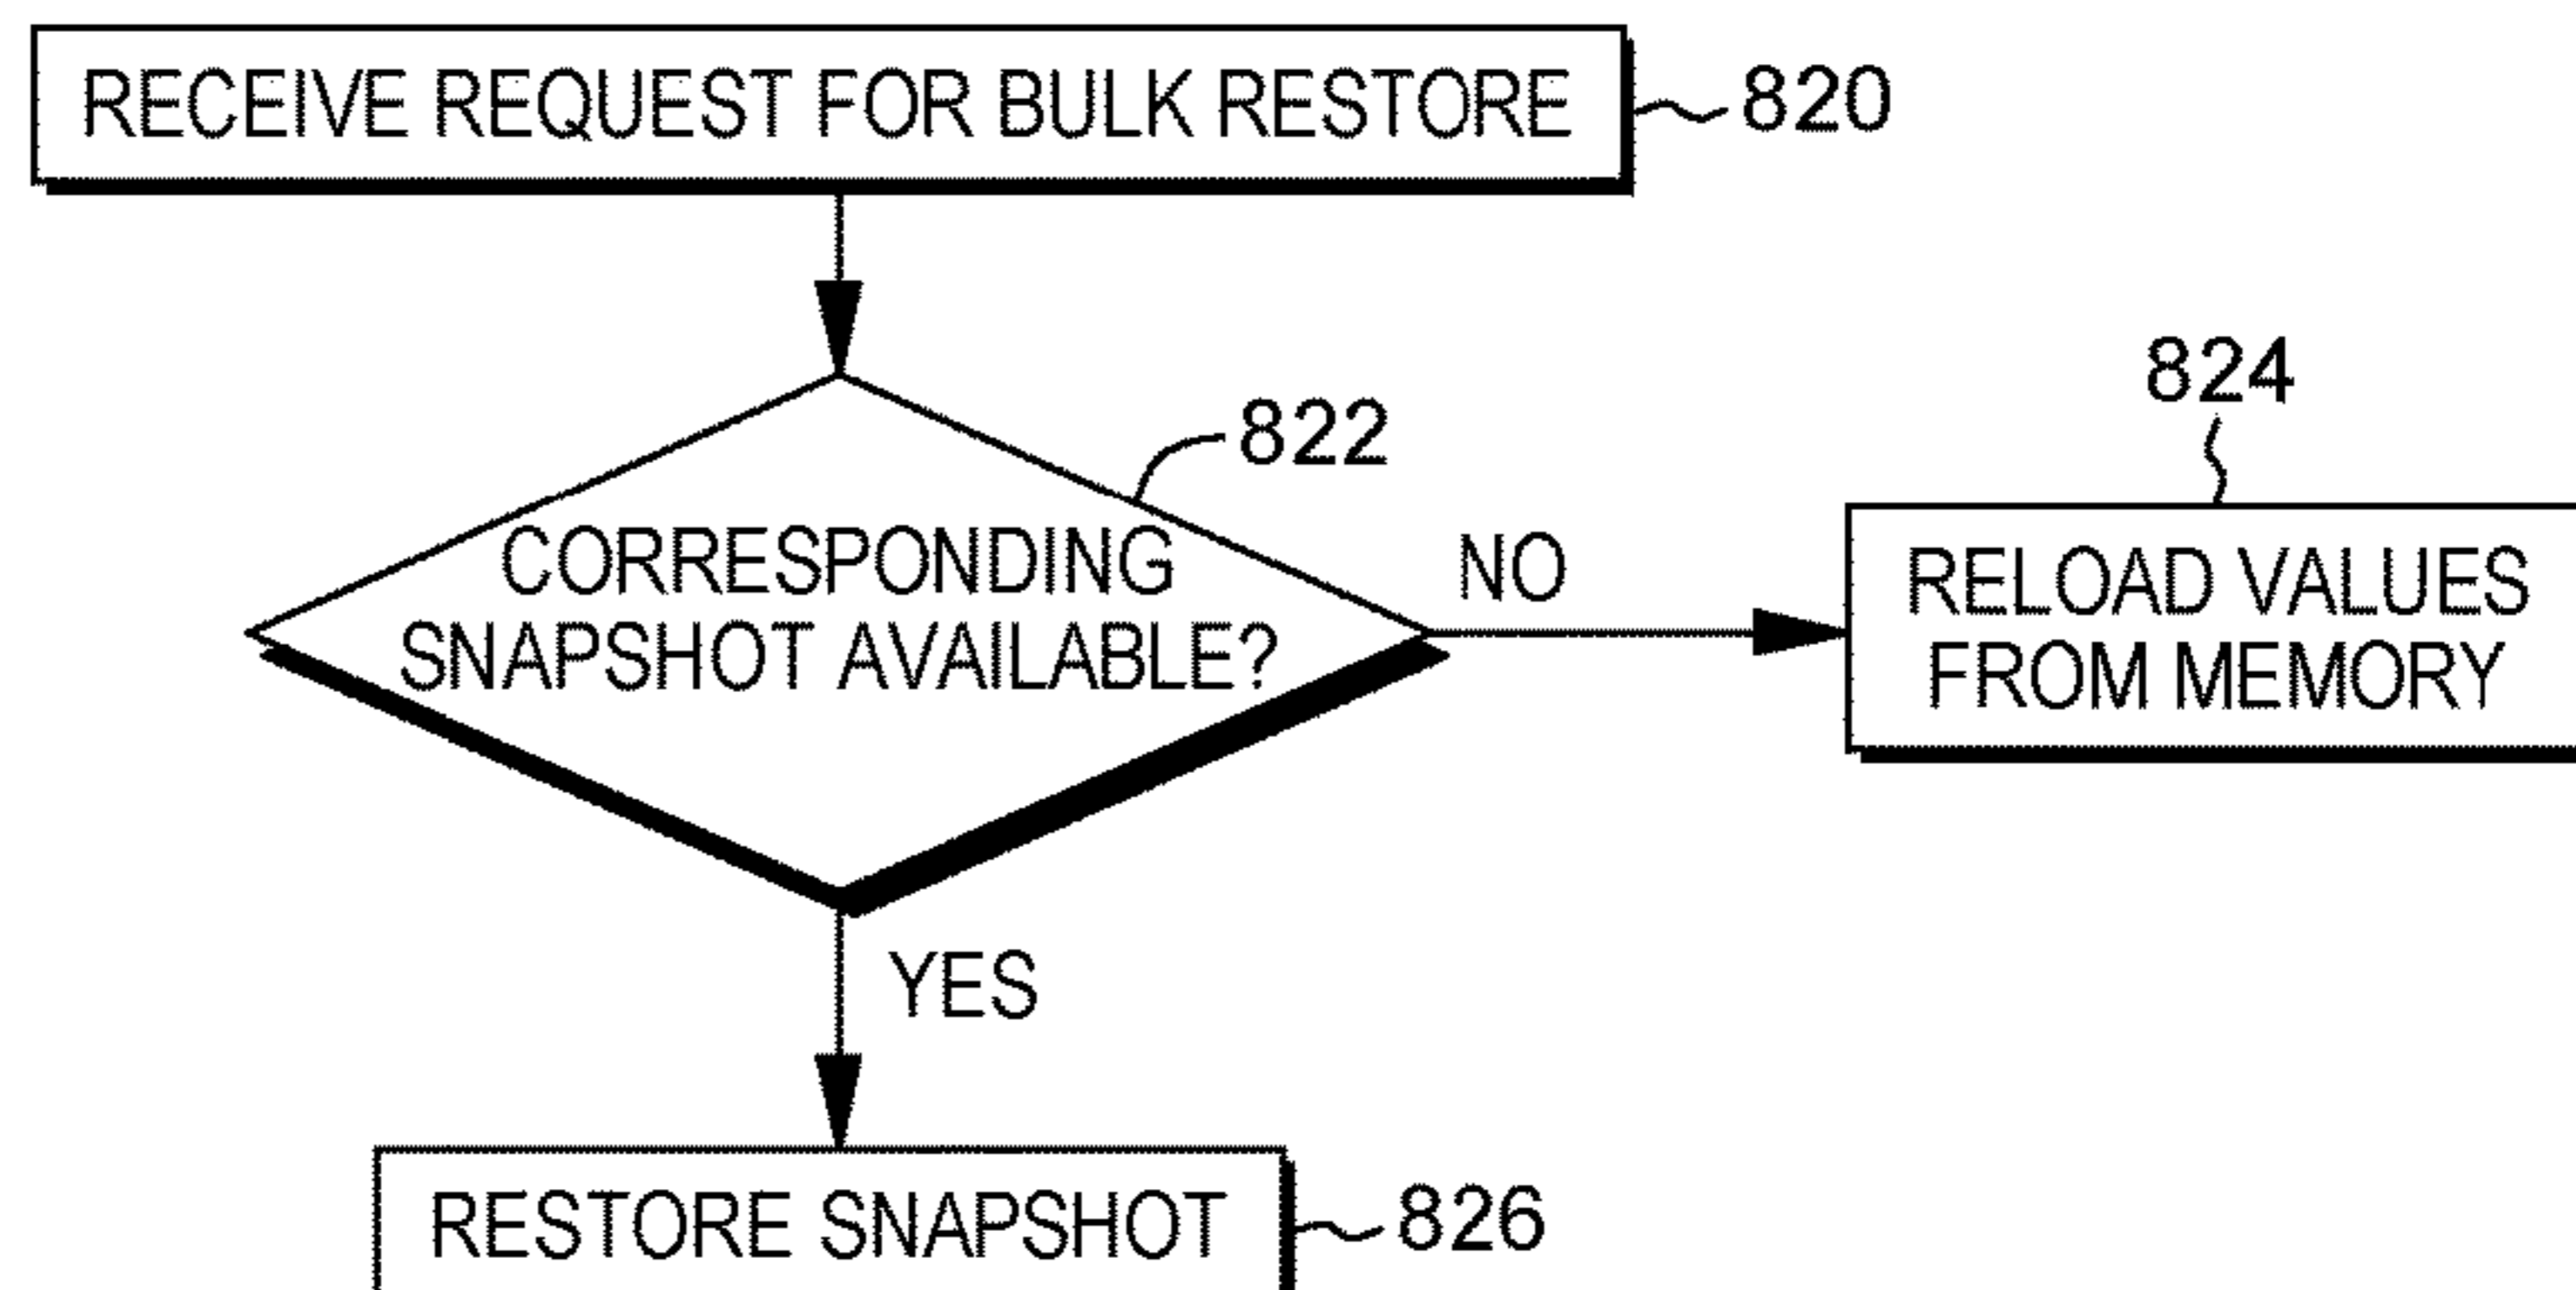 RECEIVE REQUEST FOR BULK RESTORE
820
822
824
CORRESPONDING
SNAPSHOT AVAILABLE?
NO
RELOAD VALUES
FROM MEMORY
YES
RESTORE SNAPSHOT
826